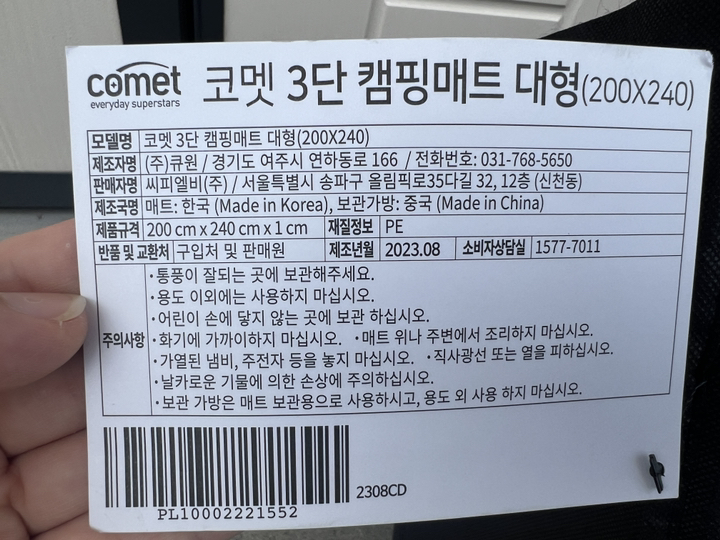 comet
everyday superstars
코멧 3단 캠핑매트 대형(200X240)
모델명 코멧 3단 캠핑매트 대형(200X240)
제조자명 (주)큐원 / 경기도 여주시 연하동로 166 / 전화번호: 031-768-5650
판매자명 씨피엘비(주) / 서울특별시 송파구 올림픽로35다길 32, 12층 (신천동)
제조국명 매트: 한국 (Made in Korea), 보관가방: 중국 (Made in China)
제품규격 200 cm x 240 cm x 1 cm 재질정보 PE
반품 및 교환처 구입처 및 판매원 제조년월 2023.08 소비자상담실 1577-7011
주의사항
·통풍이 잘되는 곳에 보관해주세요.
·용도 이외에는 사용하지 마십시오.
·어린이 손에 닿지 않는 곳에 보관 하십시오.
·화기에 가까이하지 마십시오. ·매트 위나 주변에서 조리하지 마십시오.
·가열된 냄비, 주전자 등을 놓지 마십시오. ·직사광선 또는 열을 피하십시오.
·날카로운 기물에 의한 손상에 주의하십시오.
·보관 가방은 매트 보관용으로 사용하시고, 용도 외 사용 하지 마십시오.
2308CD
PL10002221552